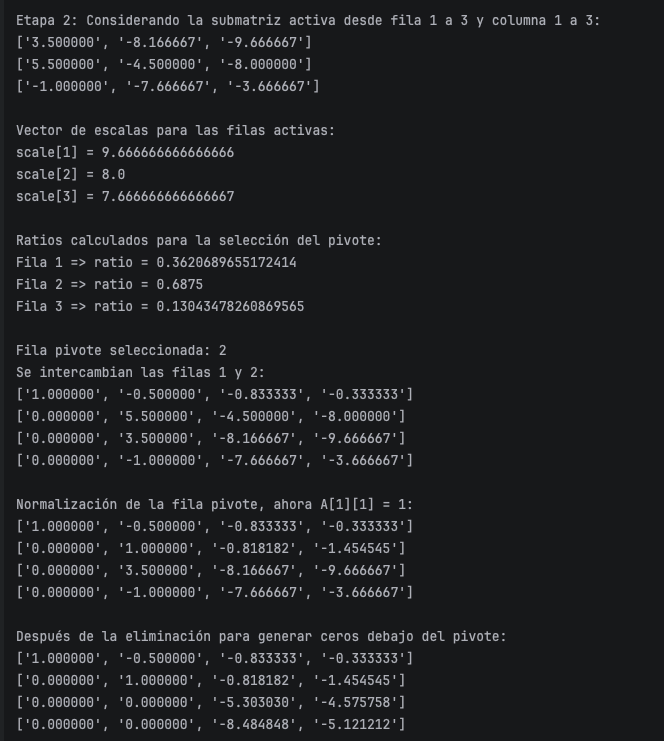 Etapa 2: Considerando la submatriz activa desde fila 1 a 3 y columna 1 a 3:
['3.500000', '-8.166667', '-9.666667']
['5.500000', '-4.500000', '-8.000000']
['-1.000000', '-7.666667', '-3.666667']
Vector de escalas para las filas activas:
scale[1] = 9.666666666666666
scale[2] = 8.0
scale[3] = 7.666666666666667
Ratios calculados para la selección del pivote:
Fila 1 => ratio = 0.3620689655172414
Fila 2 => ratio = 0.6875
Fila 3 => ratio = 0.13043478260869565
Fila pivote seleccionada: 2
Se intercambian las filas 1 y 2:
['1.000000', '-0.500000', '-0.833333', '-0.333333']
['0.000000', '5.500000', '-4.500000', '-8.000000']
['0.000000', '3.500000', '-8.166667', '-9.666667']
['0.000000', '-1.000000', '-7.666667', '-3.666667']
Normalización de la fila pivote, ahora A[1][1] = 1:
['1.000000', '-0.500000', '-0.833333', '-0.333333']
['0.000000', '1.000000', '-0.818182', '-1.454545']
['0.000000', '3.500000', '-8.166667', '-9.666667']
['0.000000', '-1.000000', '-7.666667', '-3.666667']
Después de la eliminación para generar ceros debajo del pivote:
['1.000000', '-0.500000', '-0.833333', '-0.333333']
['0.000000', '1.000000', '-0.818182', '-1.454545']
['0.000000', '0.000000', '-5.303030', '-4.575758']
['0.000000', '0.000000', '-8.484848', '-5.121212']